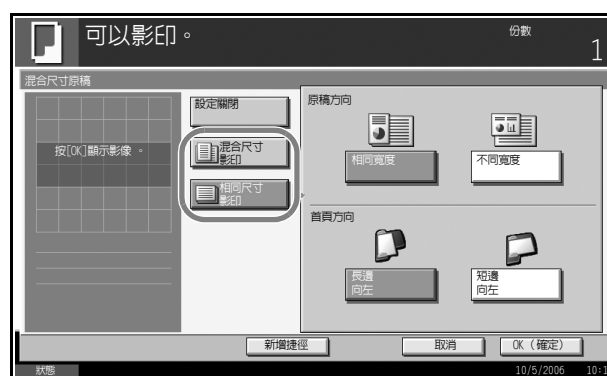 可以影印。
份數
1
混合尺寸原稿
按[OK]顯示影像。
設定關閉
混合尺寸
影印
相同尺寸
影印
原稿方向
相同寬度
不同寬度
首頁方向
長邊
向左
短邊
向左
新增捷徑
取消
OK（確定）
狀態
10/5/2006
10:1